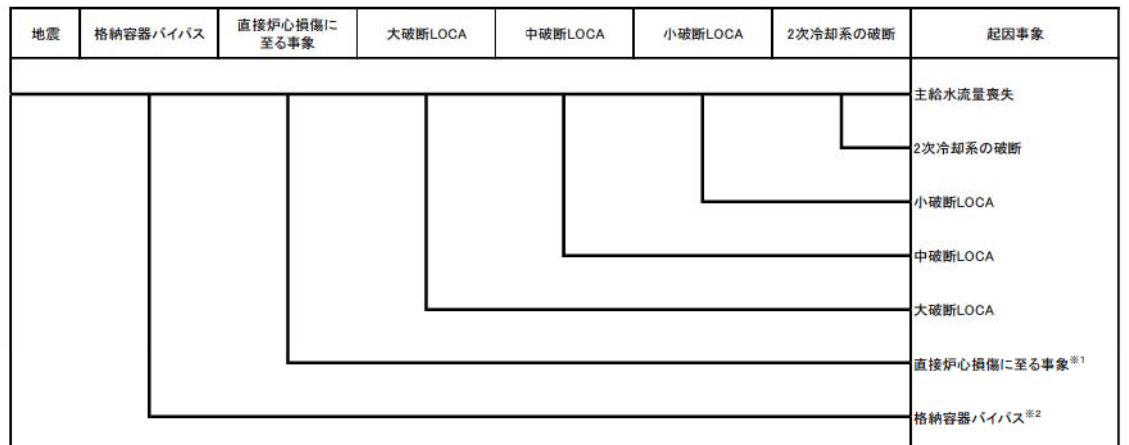 地震
格納容器バイパス
直接炉心損傷に
至る事象
大破断LOCA
中破断LOCA
小破断LOCA
2次冷却系の破断
起因事象
主給水流量喪失
2次冷却系の破断
小破断LOCA
中破断LOCA
大破断LOCA
直接炉心損傷に至る事象※1
格納容器バイパス※2